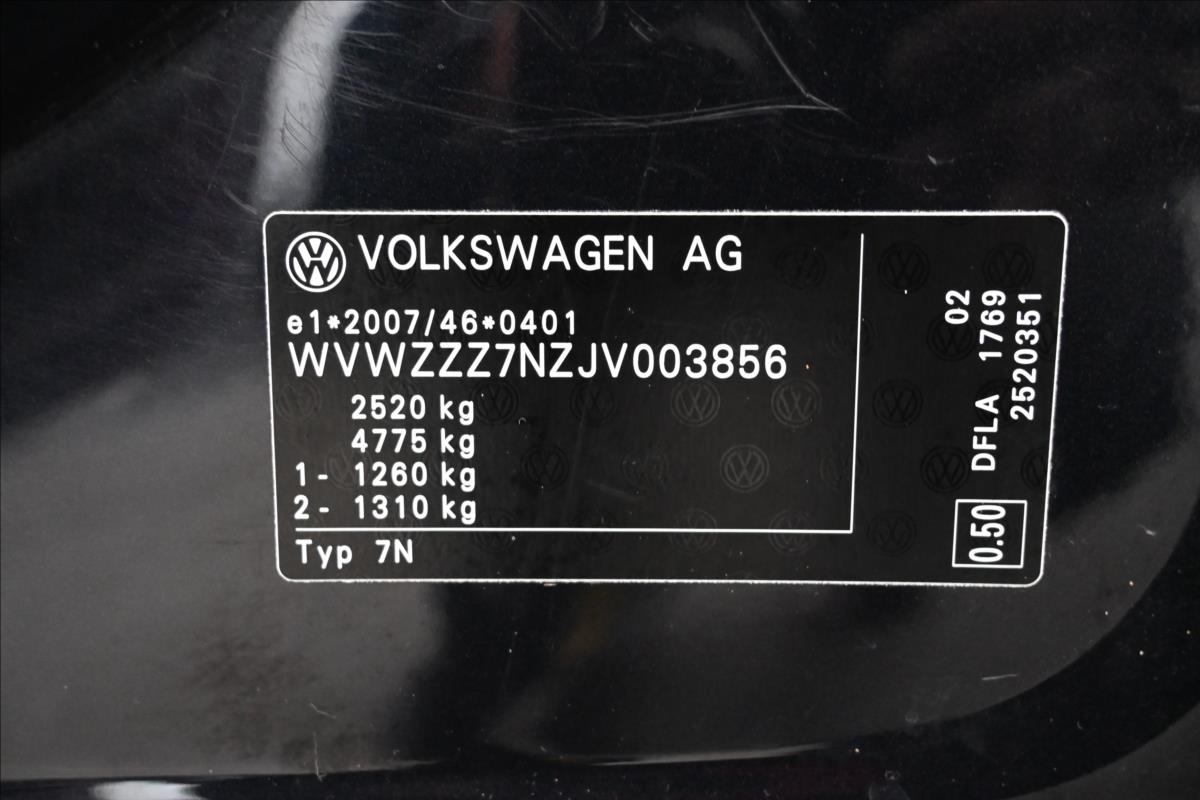 VOLKSWAGEN AG
e1*2007/46*0401
WVWZZZ7NZJV003856
2520 kg
4775 kg
1- 1260 kg
2- 1310 kg
Typ 7N
02
DFLA 1769
2520351
0.50